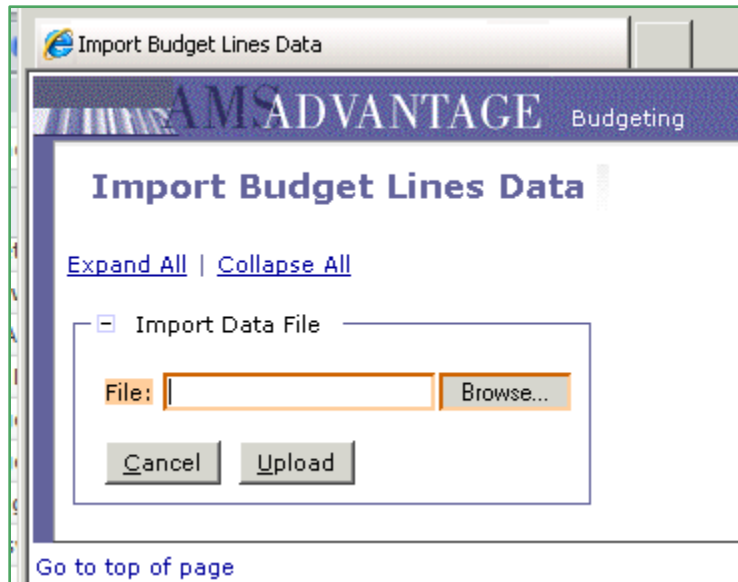 Import Budget Lines Data
AMS ADVANTAGE Budgeting
Import Budget Lines Data
Expand All | Collapse All
Import Data File
File: Browse...
Cancel Upload
Go to top of page